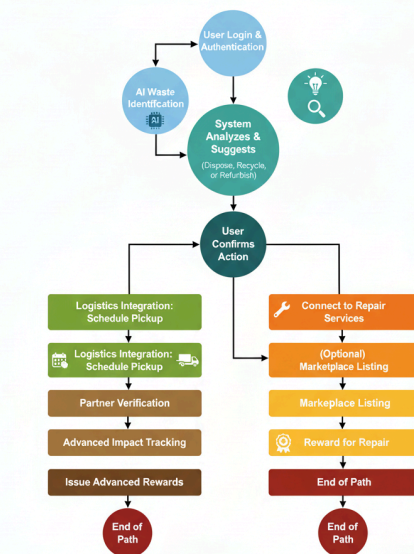 User Login &
Authentication
AI Waste
Identfication
AI
System
Analyzes &
Suggests
(Dispose, Recycle,
or Refurbish)
User
Confirms
Action
Logistics Integration:
Schedule Pickup
Connect to Repair
Services
Logistics Integration:
Schedule Pickup
(Optional)
Marketplace Listing
Partner Verification
Markeplace Listing
Advanced Impact Tracking
Reward for Repair
Issue Advanced Rewards
End of Path
End of
Path
End of
Path